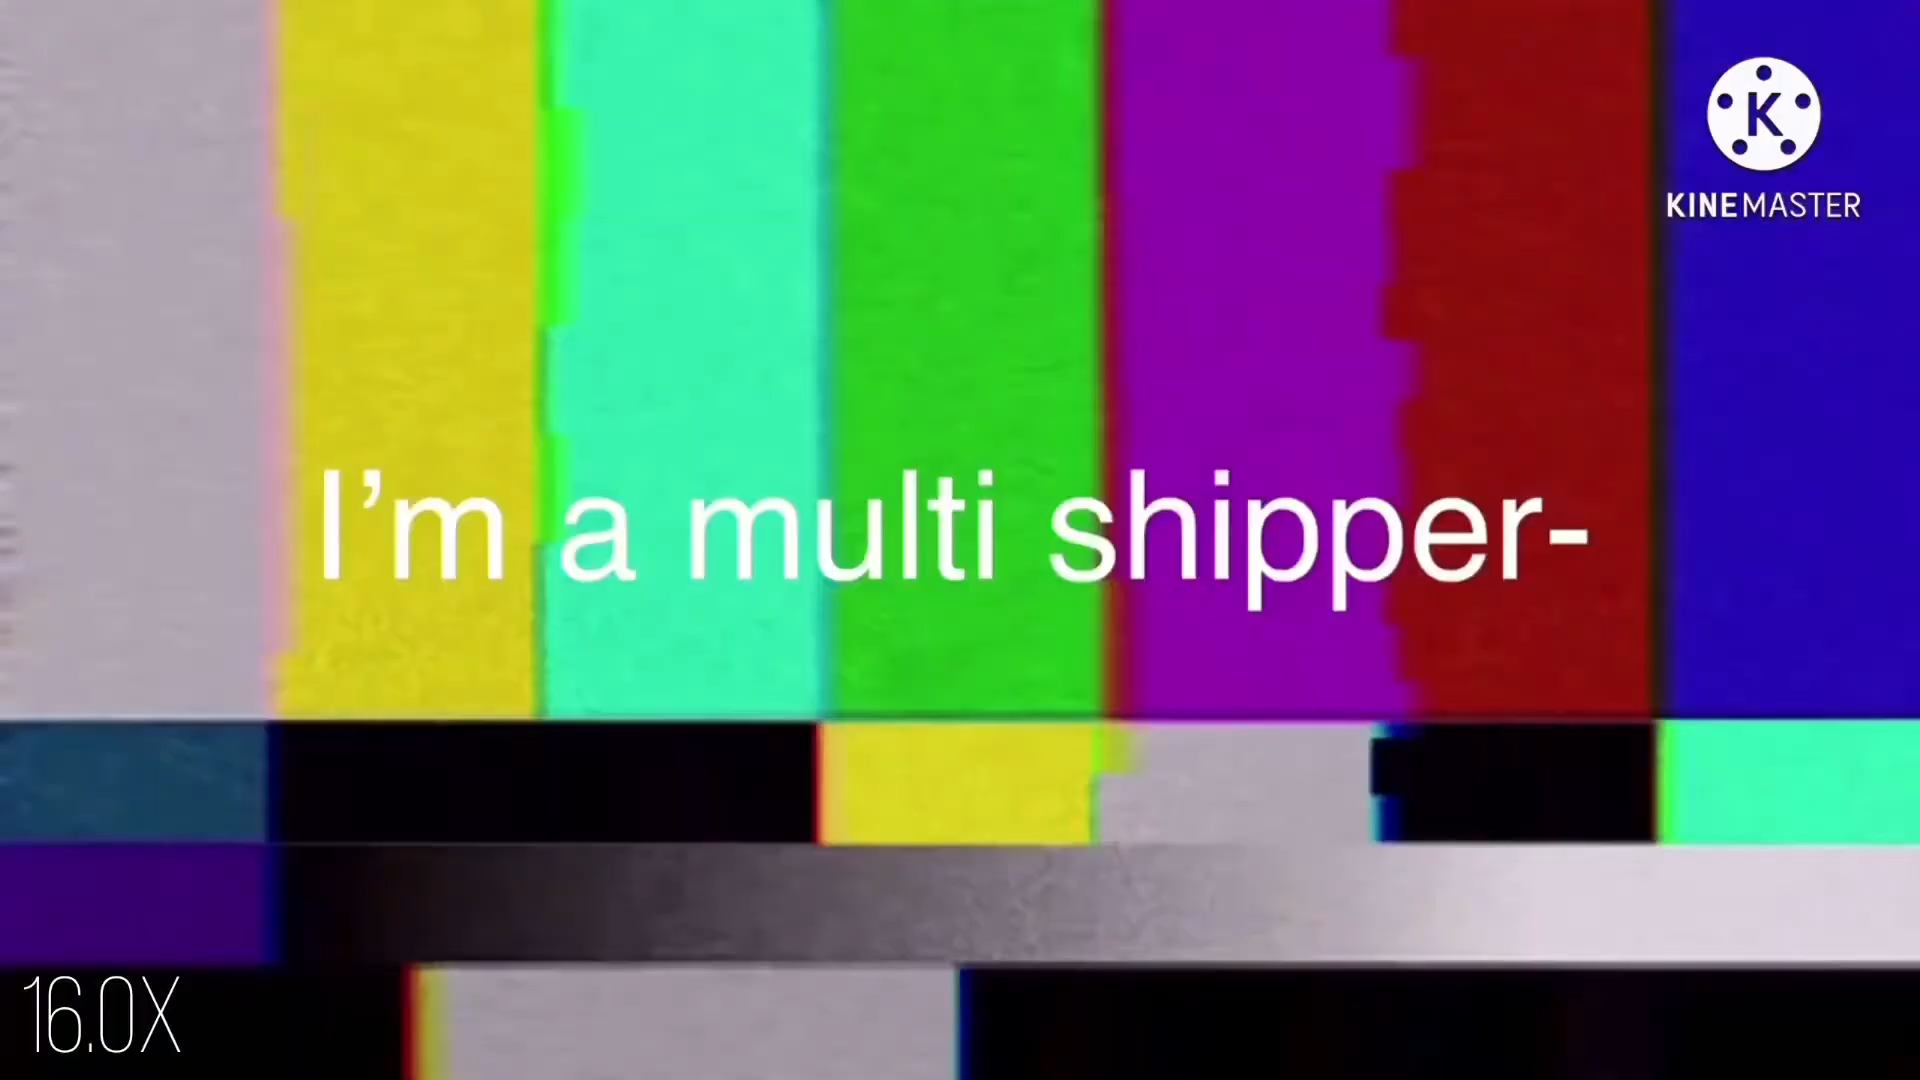 K
KINEMASTER
I’m a multi shipper-
16.0X